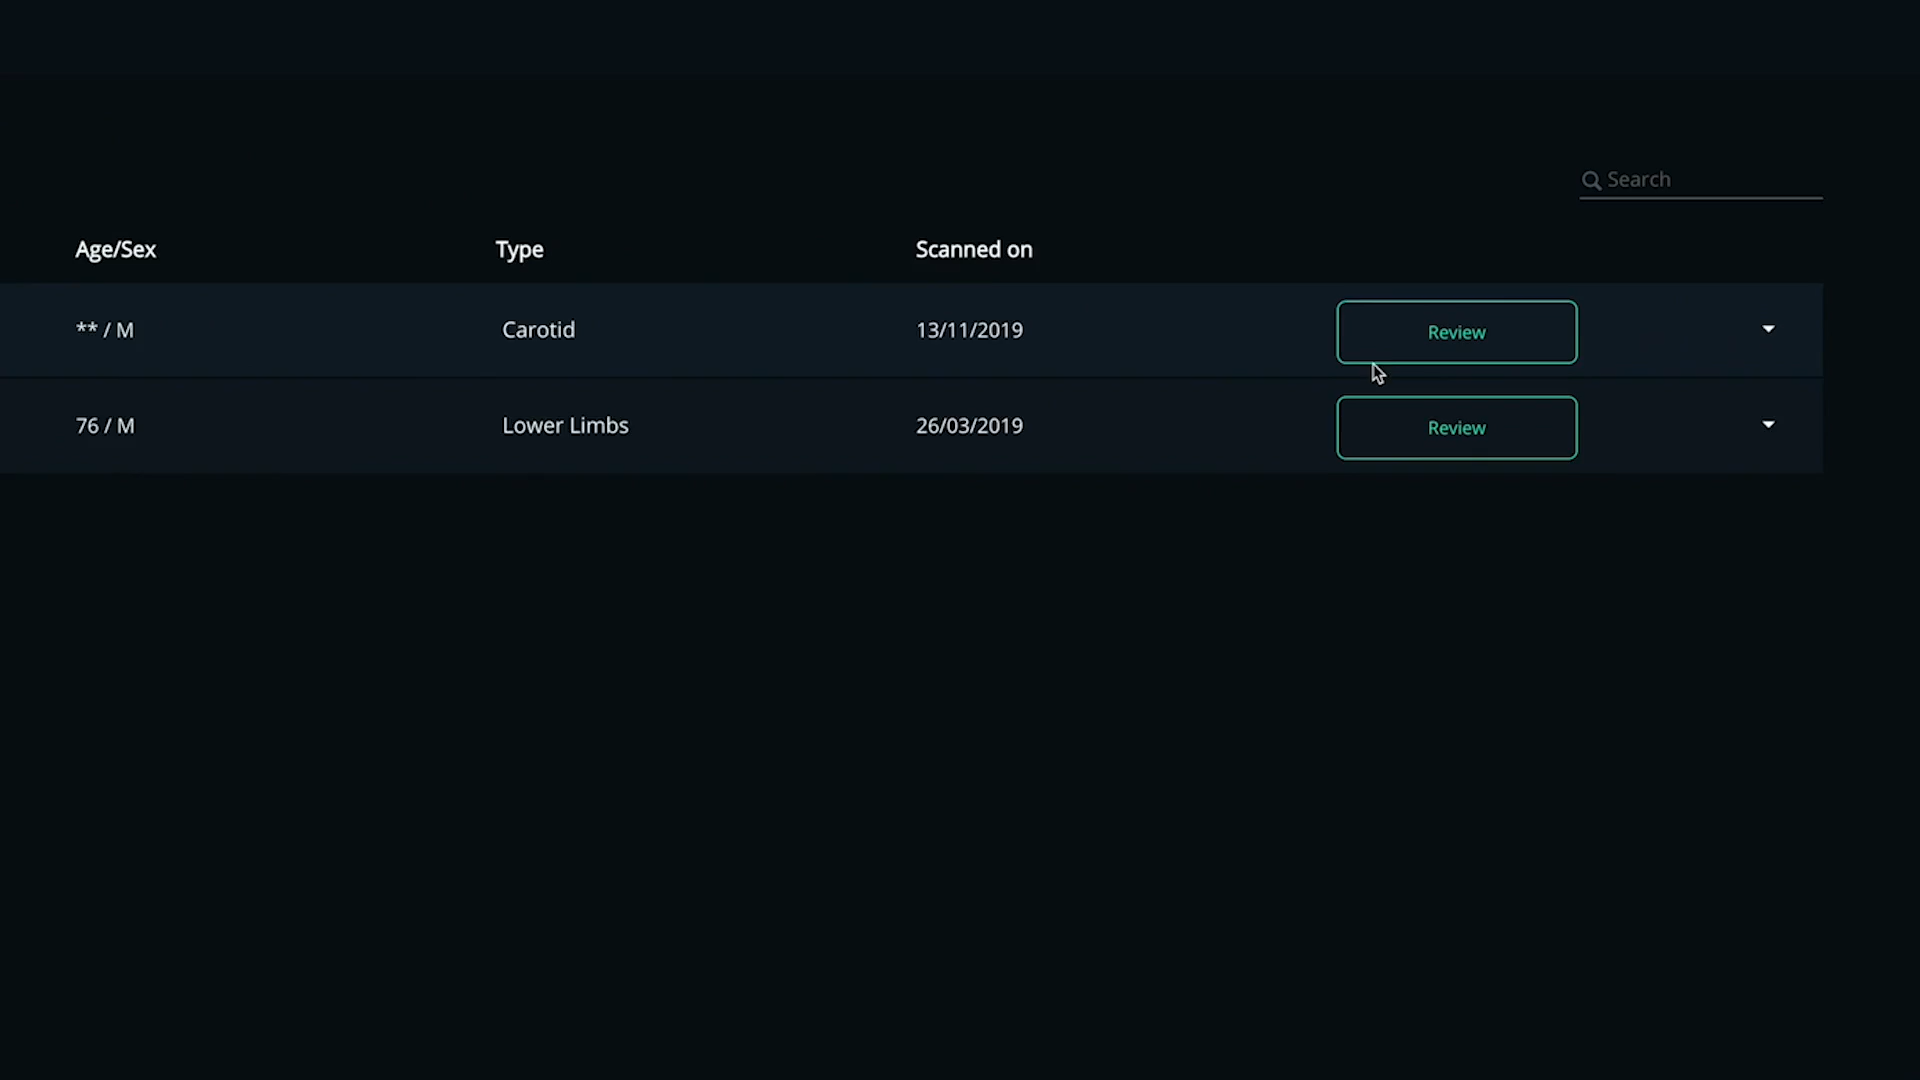 Search
Age/Sex Type Scanned on
** / M Carotid 13/11/2019 Review
76 / M Lower Limbs 26/03/2019 Review